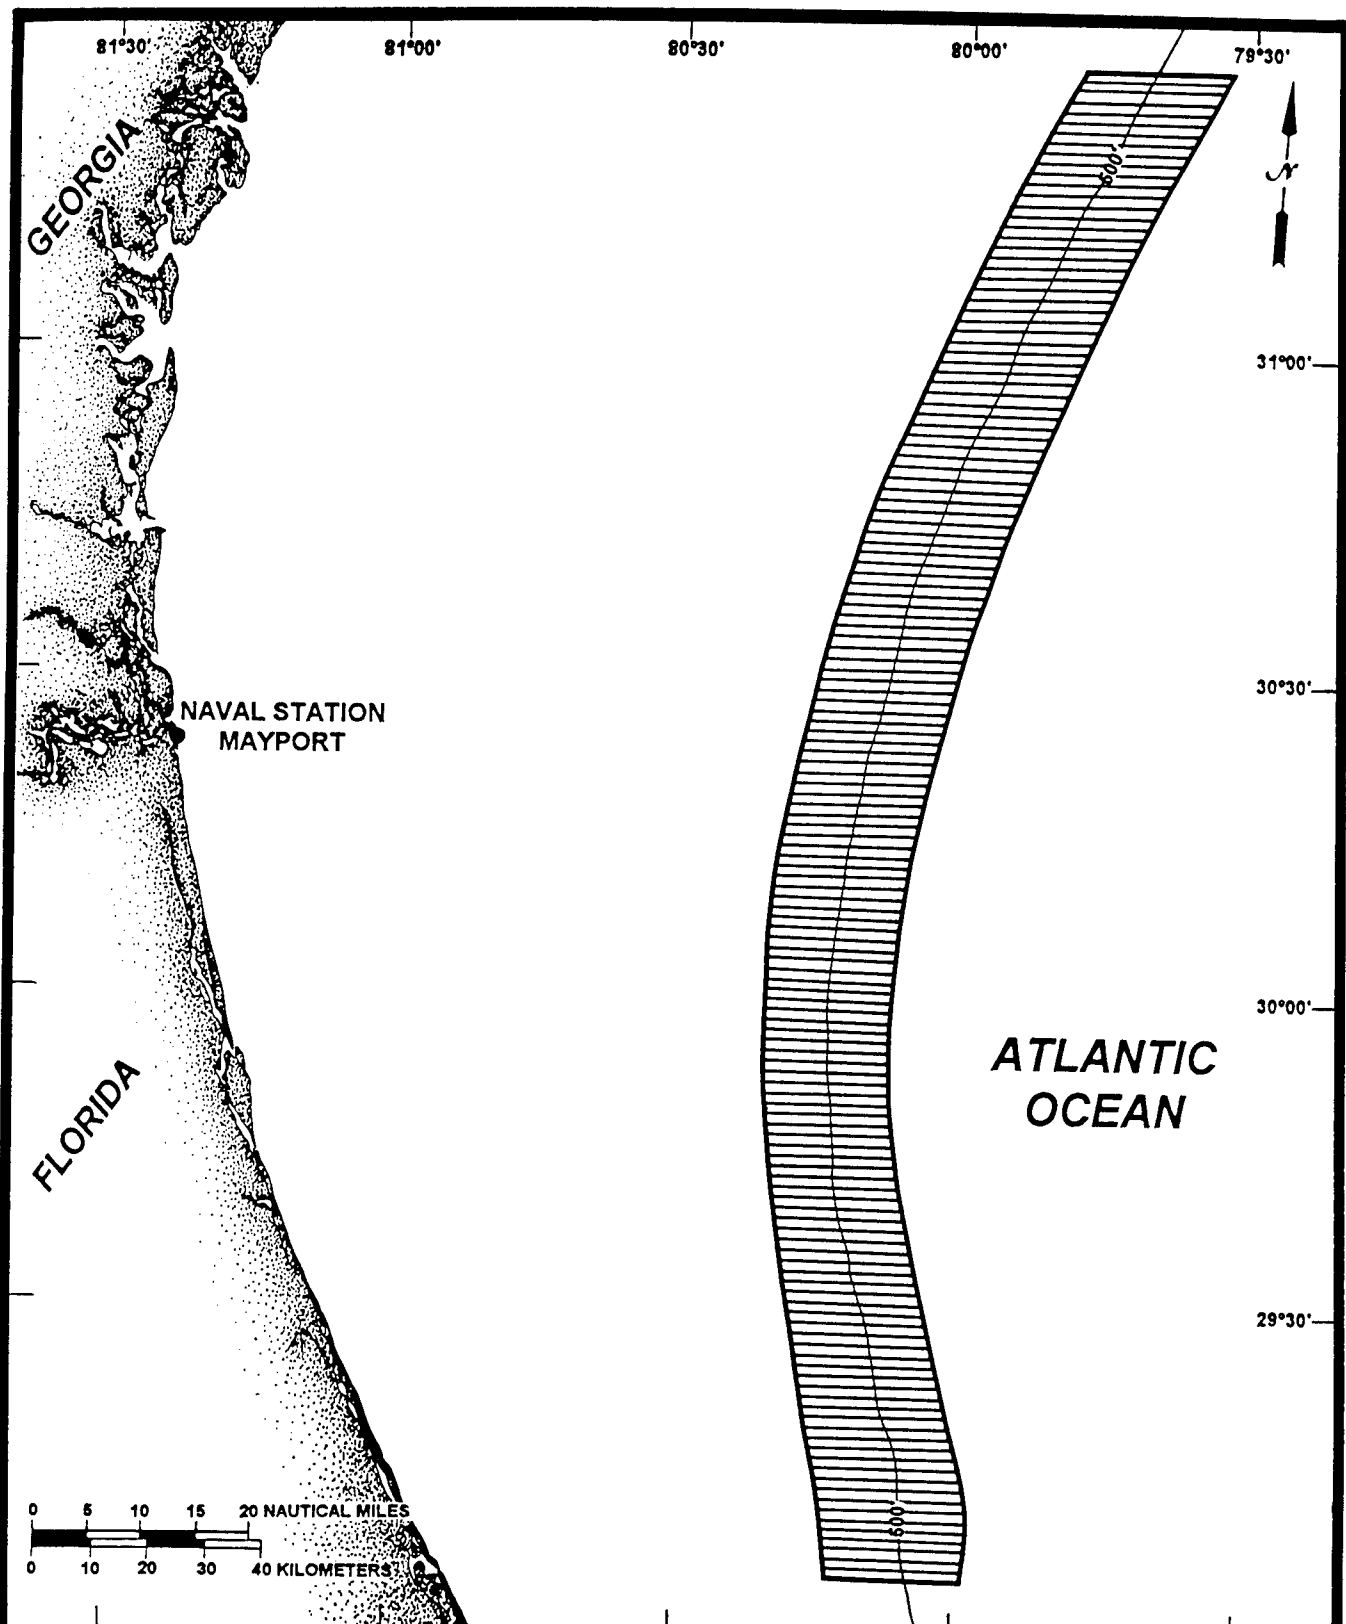 81°30'
81°00'
80°30'
80°00'
79°30'
GEORGIA
600'
N
31°00'
30°30'
NAVAL STATION
MAYPORT
30°00'
ATLANTIC
OCEAN
FLORIDA
29°30'
600'
0 5 10 15 20 NAUTICAL MILES
0 10 20 30 40 KILOMETERS